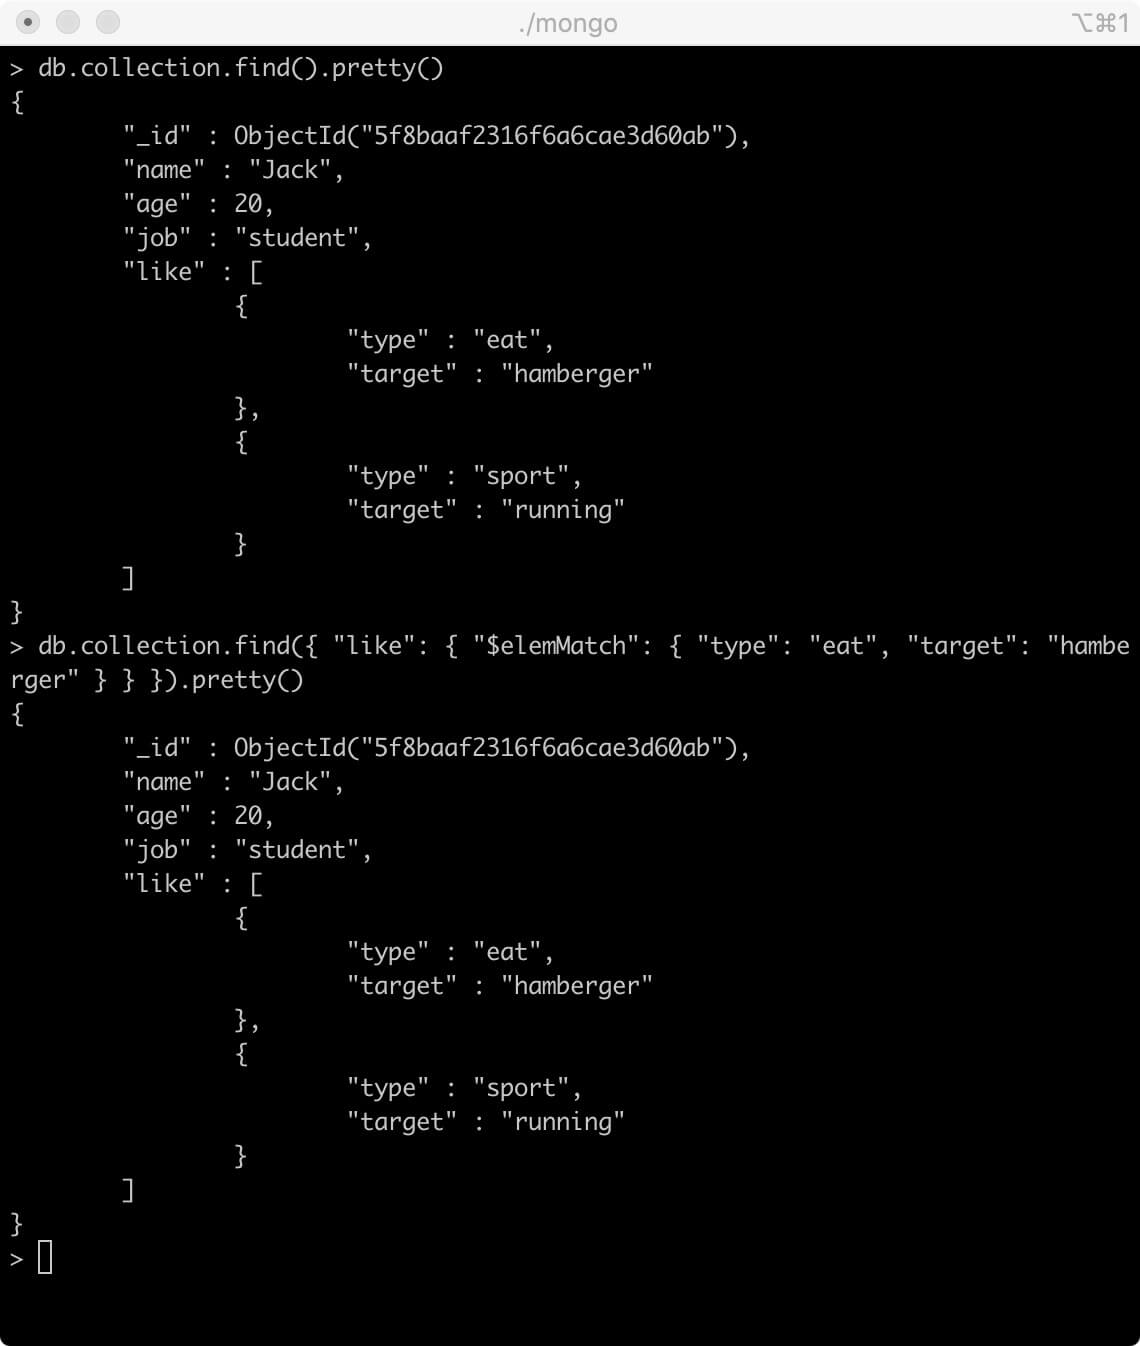 ./mongo
⌥⌘1
> db.collection.find().pretty()
{
"_id" : ObjectId("5f8baaf2316f6a6cae3d60ab"),
"name" : "Jack",
"age" : 20,
"job" : "student",
"like" : [
{
"type" : "eat",
"target" : "hamberger"
},
{
"type" : "sport",
"target" : "running"
}
]
}
> db.collection.find({ "like": { "$elemMatch": { "type": "eat", "target": "hambe
rger" } } }).pretty()
{
"_id" : ObjectId("5f8baaf2316f6a6cae3d60ab"),
"name" : "Jack",
"age" : 20,
"job" : "student",
"like" : [
{
"type" : "eat",
"target" : "hamberger"
},
{
"type" : "sport",
"target" : "running"
}
]
}
>